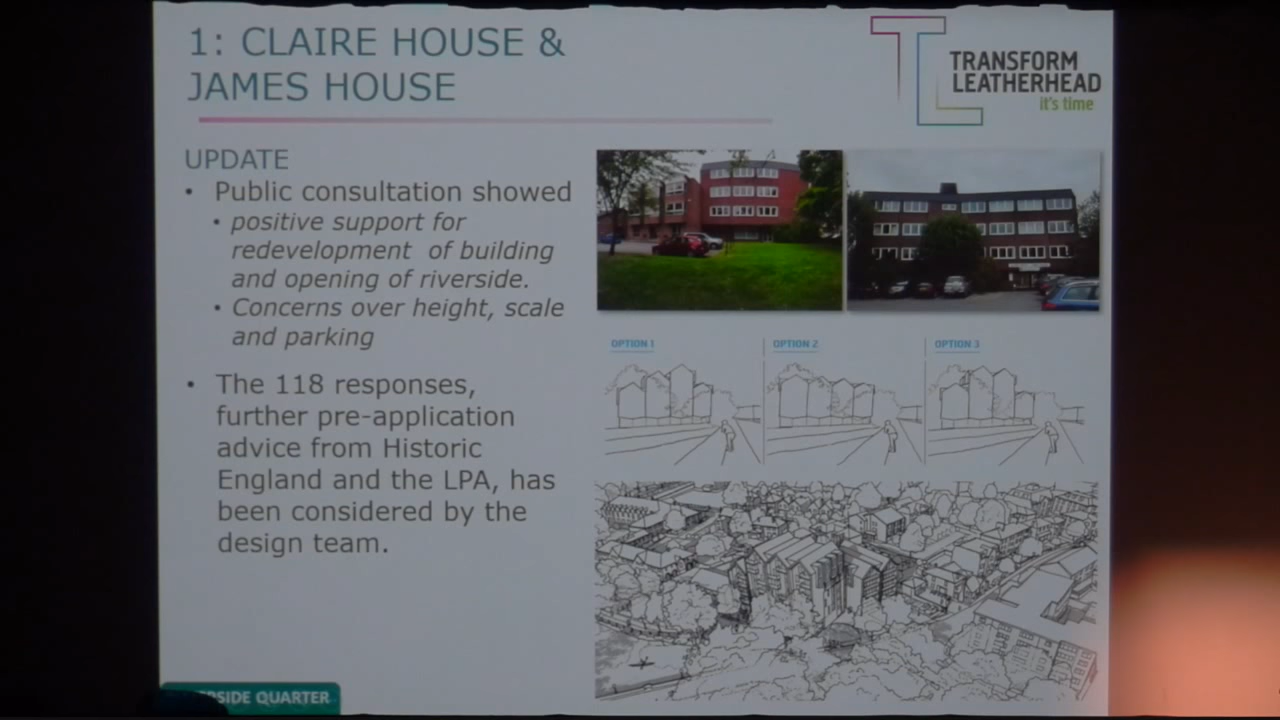 1: CLAIRE HOUSE &
JAMES HOUSE
TRANSFORM
LEATHERHEAD
it's time
UPDATE
• Public consultation showed
• positive support for
redevelopment of building
and opening of riverside.
• Concerns over height, scale
and parking
• The 118 responses,
further pre-application
advice from Historic
England and the LPA, has
been considered by the
design team.
OPTION 1
OPTION 2
OPTION 3
QUARTER